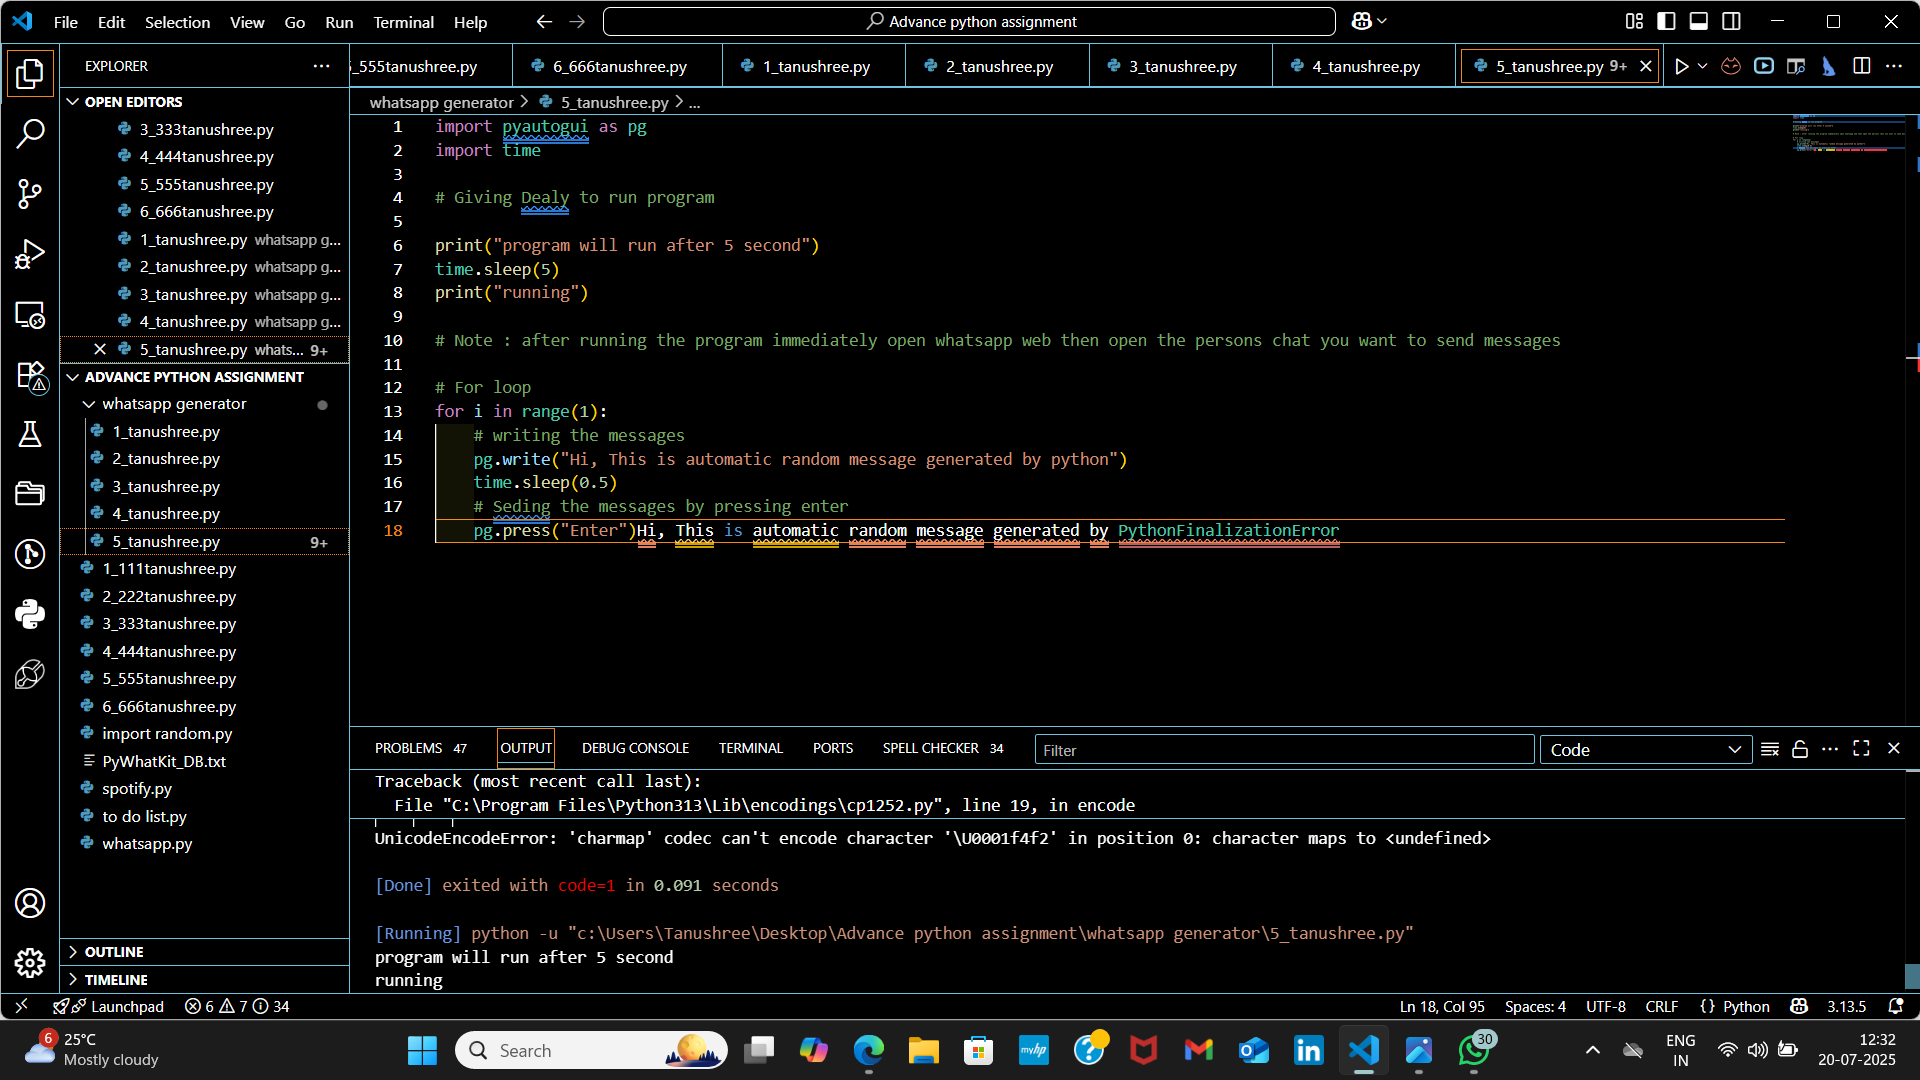 File Edit Selection View Go Run Terminal Help
Advance python assignment
EXPLORER
OPEN EDITORS
3_333tanushree.py
4_444tanushree.py
5_555tanushree.py
6_666tanushree.py
1_tanushree.py whatsapp g...
2_tanushree.py whatsapp g...
3_tanushree.py whatsapp g...
4_tanushree.py whatsapp g...
5_tanushree.py whats... 9+
ADVANCE PYTHON ASSIGNMENT
whatsapp generator
1_tanushree.py
2_tanushree.py
3_tanushree.py
4_tanushree.py
5_tanushree.py 9+
1_111tanushree.py
2_222tanushree.py
3_333tanushree.py
4_444tanushree.py
5_555tanushree.py
6_666tanushree.py
import random.py
PyWhatKit_DB.txt
spotify.py
to do list.py
whatsapp.py
OUTLINE
TIMELINE
_555tanushree.py 6_666tanushree.py 1_tanushree.py 2_tanushree.py 3_tanushree.py 4_tanushree.py 5_tanushree.py 9+
whatsapp generator > 5_tanushree.py > ...
1 import pyautogui as pg
2 import time
3
4 # Giving Dealy to run program
5
6 print("program will run after 5 second")
7 time.sleep(5)
8 print("running")
9
10 # Note : after running the program immediately open whatsapp web then open the persons chat you want to send messages
11
12 # For loop
13 for i in range(1):
14 # writing the messages
15 pg.write("Hi, This is automatic random message generated by python")
16 time.sleep(0.5)
17 # Seding the messages by pressing enter
18 pg.press("Enter")Hi, This is automatic random message generated by PythonFinalizationError
PROBLEMS 47 OUTPUT DEBUG CONSOLE TERMINAL PORTS SPELL CHECKER 34 Filter Code
Traceback (most recent call last):
File "C:\Program Files\Python313\Lib\encodings\cp1252.py", line 19, in encode
UnicodeEncodeError: 'charmap' codec can't encode character '\U0001f4f2' in position 0: character maps to <undefined>
[Done] exited with code=1 in 0.091 seconds
[Running] python -u "c:\Users\Tanushree\Desktop\Advance python assignment\whatsapp generator\5_tanushree.py"
program will run after 5 second
running
Launchpad 6 7 34 Ln 18, Col 95 Spaces: 4 UTF-8 CRLF {} Python 3.13.5
6 25°C
Mostly cloudy
Search
myhp
30
ENG
IN
12:32
20-07-2025